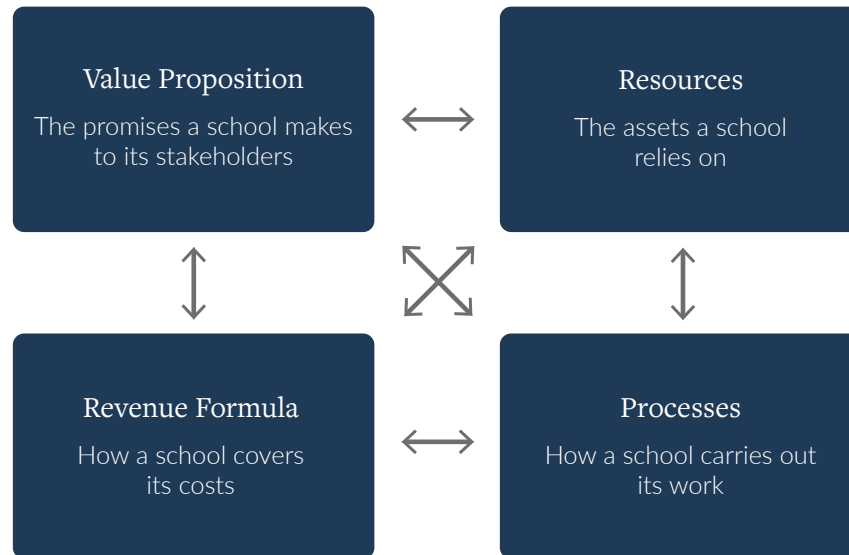 Value Proposition
The promises a school makes
to its stakeholders
Resources
The assets a school
relies on
Revenue Formula
How a school covers
its costs
Processes
How a school carries out
its work